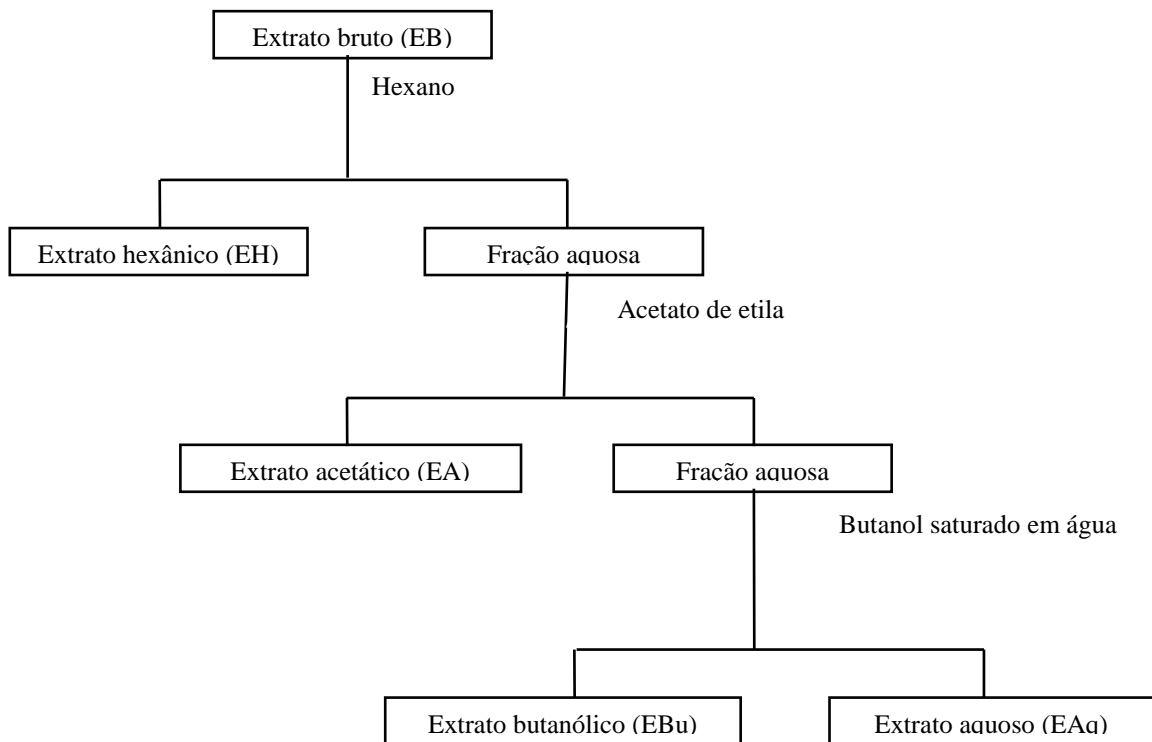 Extrato bruto (EB)
Hexano
Extrato hexânico (EH)
Fração aquosa
Acetato de etila
Extrato acetático (EA)
Fração aquosa
Butanol saturado em água
Extrato butanólico (EBu)
Extrato aquoso (EAq)